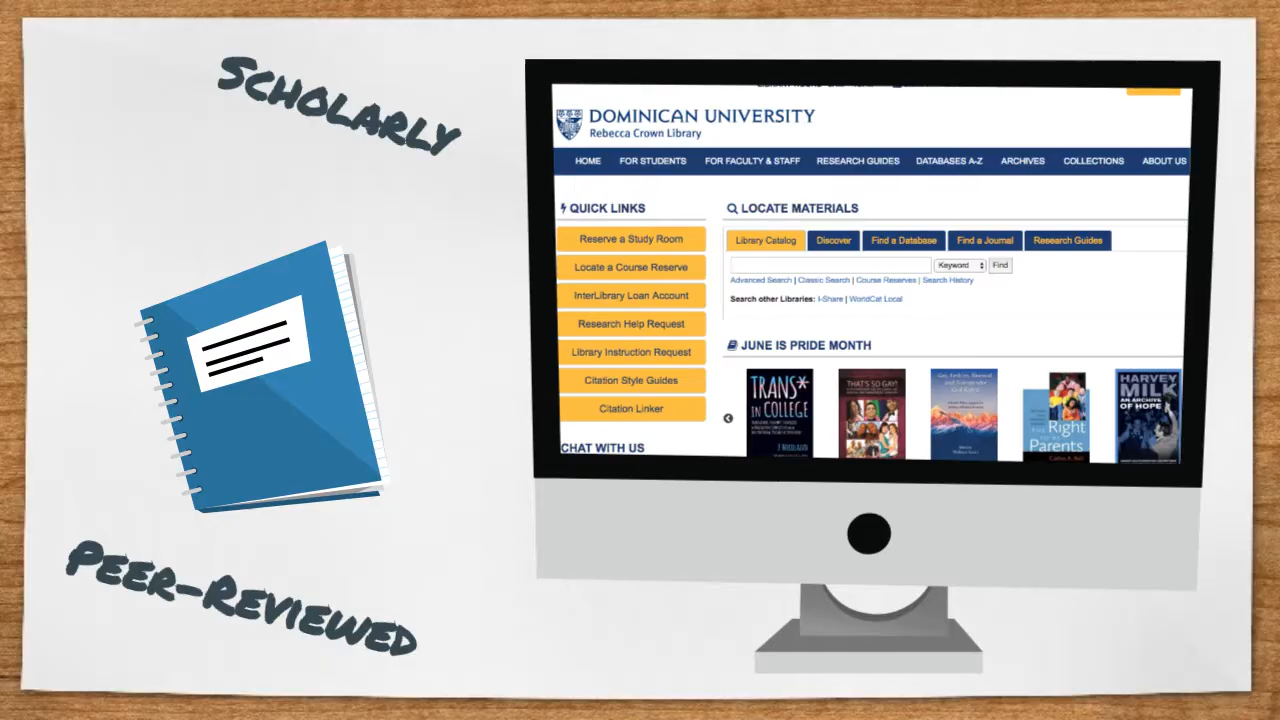 Scholarly
Peer-Reviewed
DOMINICAN UNIVERSITY
Rebecca Crown Library
HOME FOR STUDENTS FOR FACULTY & STAFF RESEARCH GUIDES DATABASES A-Z ARCHIVES COLLECTIONS ABOUT US
QUICK LINKS
Reserve a Study Room
Locate a Course Reserve
InterLibrary Loan Account
Research Help Request
Library Instruction Request
Citation Style Guides
Citation Linker
CHAT WITH US
LOCATE MATERIALS
Library Catalog Discover Find a Database Find a Journal Research Guides
Keyword Find
Advanced Search | Classic Search | Course Reserves | Search History
Search other Libraries: I-Share | WorldCat Local
JUNE IS PRIDE MONTH
TRANS*
IN COLLEGE
THAT'S SO GAY!
Right
Parents
HARVEY
MILK
AN ARCHIVE
OF HOPE